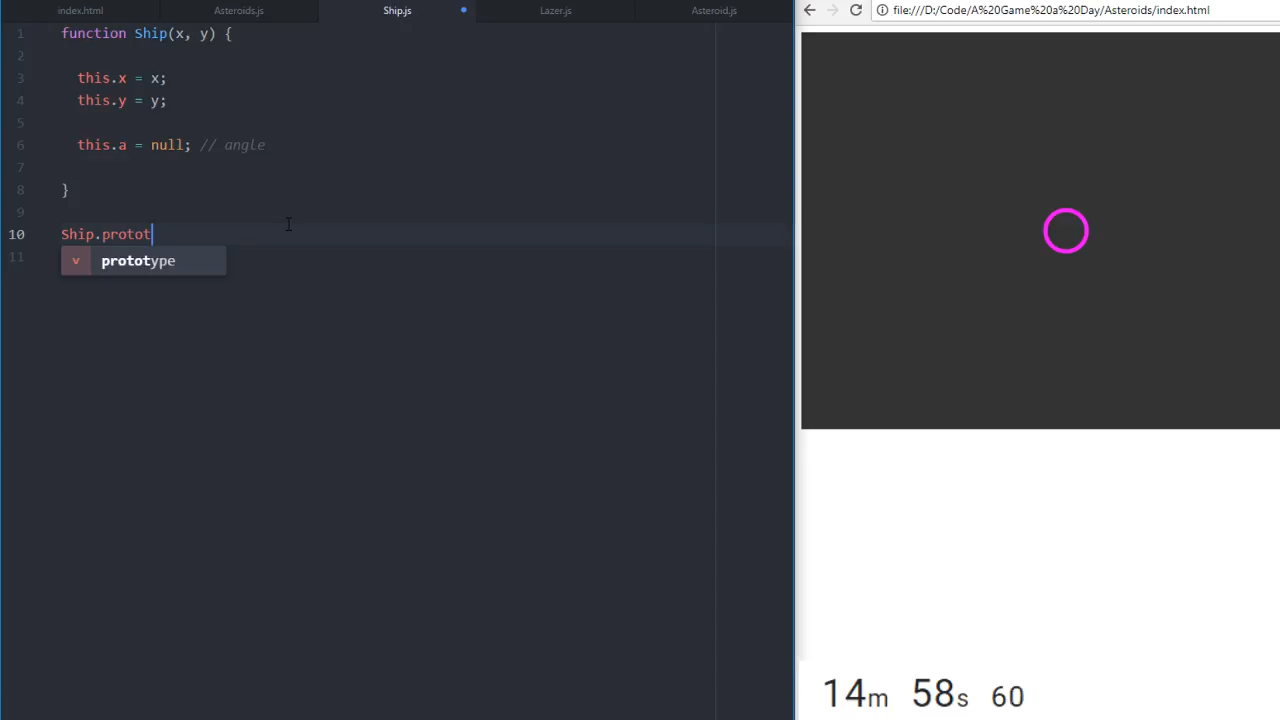 index.html Asteroids.js Ship.js Lazer.js Asteroid.js
1 function Ship(x, y) {
2
3 this.x = x;
4 this.y = y;
5
6 this.a = null; // angle
7
8 }
9
10 Ship.protot
11
v prototype
file:///D:/Code/A%20Game%20a%20Day/Asteroids/index.html
14m 58s 60